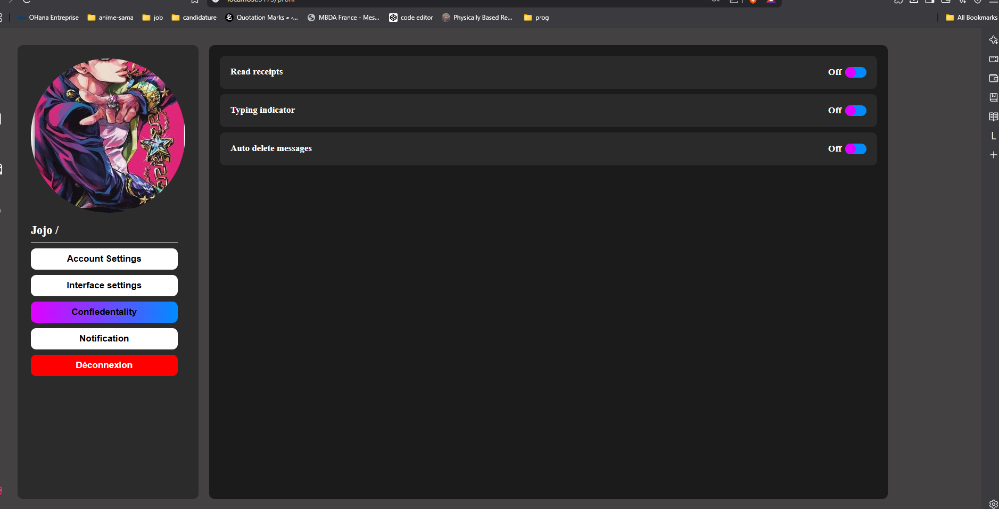 OHana Entreprise anime-sama job candidature Quotation Marks « ‹... MBDA France - Mes... code editor Physically Based Re... prog All Bookmarks
Read receipts Off
Typing indicator Off
Auto delete messages Off
Jojo /
Account Settings
Interface settings
Confiedentality
Notification
Déconnexion
L